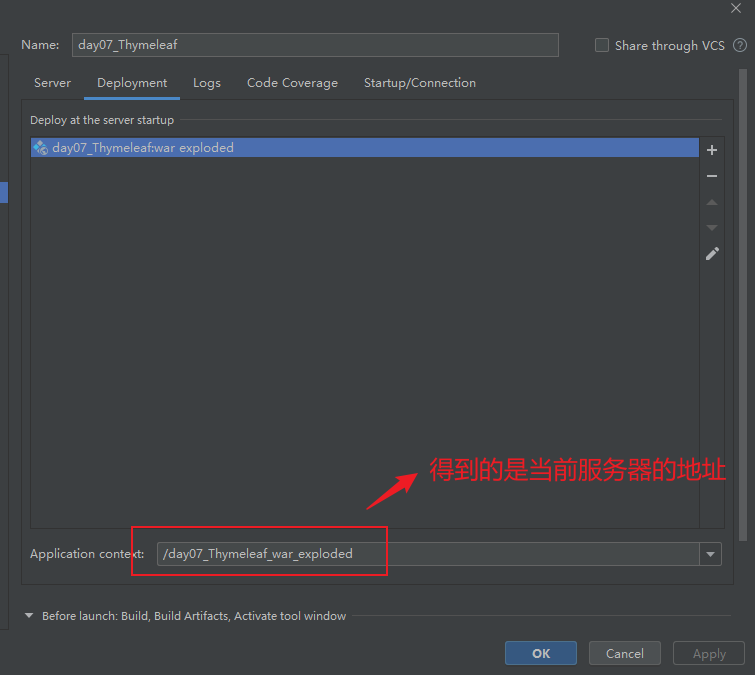 Name: day07_Thymeleaf Share through VCS ?
Server Deployment Logs Code Coverage Startup/Connection
Deploy at the server startup
day07_Thymeleaf:war exploded
得到的是当前服务器的地址
Application context: /day07_Thymeleaf_war_exploded
Before launch: Build, Build Artifacts, Activate tool window
OK Cancel Apply